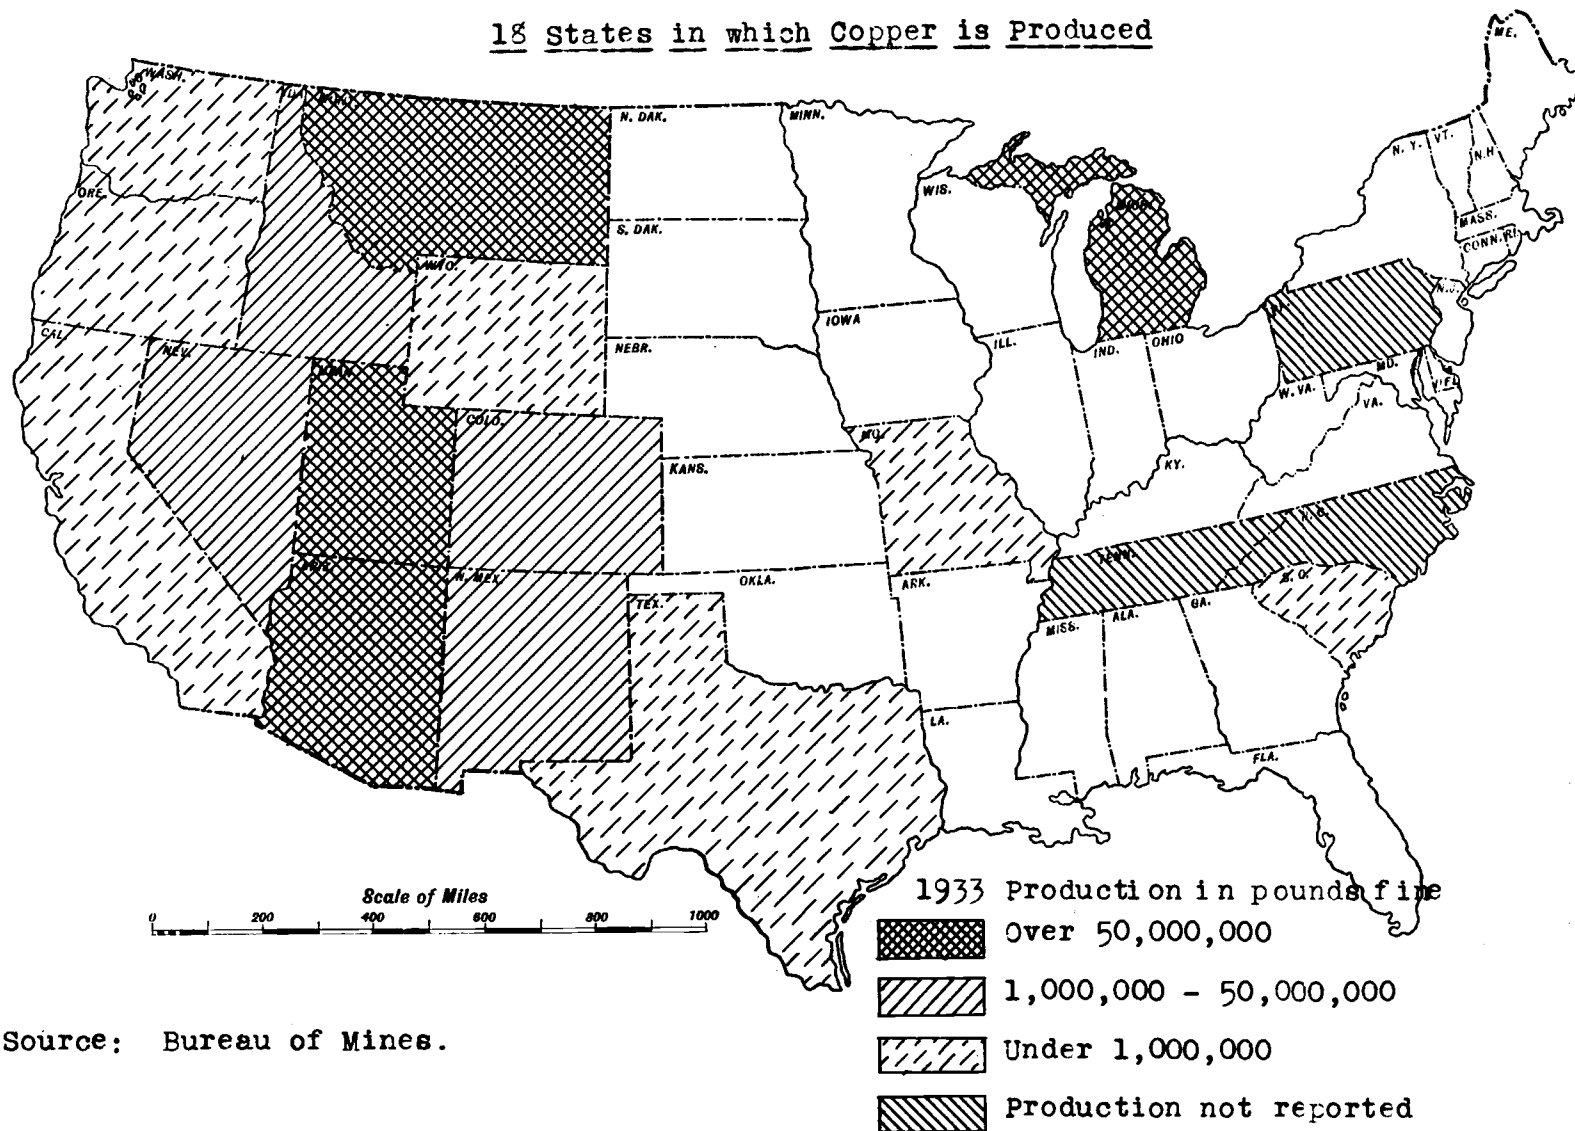 18 States in which Copper is Produced
WASH.
N. DAK.
MINN.
ME.
N. Y.
VT.
N.H.
ORE.
WIS.
MICH.
MASS.
CONN.
R.I.
S. DAK.
WYO.
N.J.
CAL.
NEV.
IOWA
ILL.
IND.
OHIO
PA.
NEBR.
W. VA.
MD.
DEL.
VA.
UTAH
COLO.
MO.
KANS.
KY.
N. C.
ARIZ.
N. MEX.
OKLA.
ARK.
TENN.
S. C.
TEX.
MISS.
ALA.
GA.
LA.
FLA.
Scale of Miles
0 200 400 600 800 1000
1933 Production in pounds fine
Over 50,000,000
1,000,000 - 50,000,000
Under 1,000,000
Production not reported
Source: Bureau of Mines.